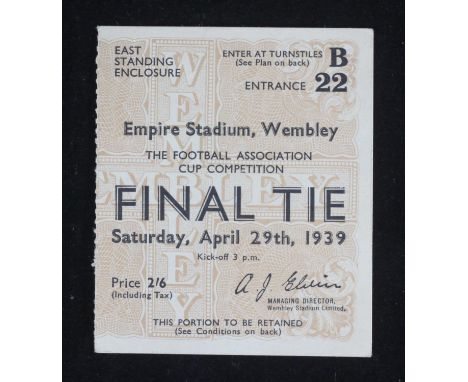 EAST
STANDING
ENCLOSURE
ENTER AT TURNSTILES B
(See Plan on back)
ENTRANCE 22
WEMBLEY
WEMBLEY
Empire Stadium, Wembley
THE FOOTBALL ASSOCIATION
CUP COMPETITION
FINAL TIE
Saturday, April 29th, 1939
Kick-off 3 p.m.
Price 2/6
(Including Tax)
A. J. Elvin
MANAGING DIRECTOR,
Wembley Stadium Limited.
THIS PORTION TO BE RETAINED
(See Conditions on back)